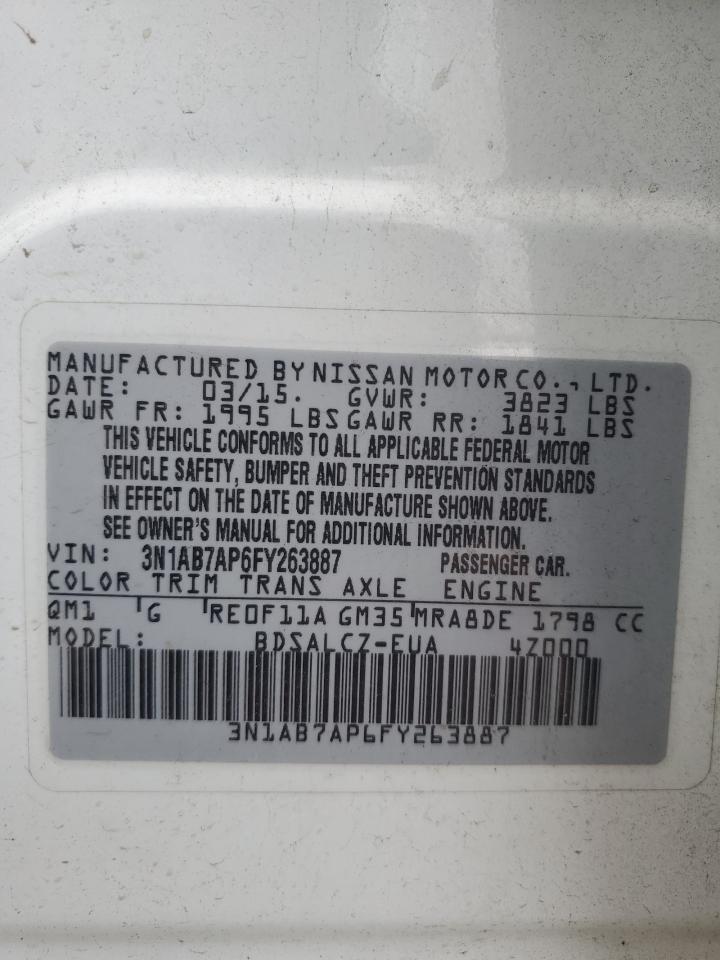 MANUFACTURED BY NISSAN MOTOR CO., LTD.
DATE: 03/15. GVWR: 3823 LBS
GAWR FR: 1995 LBS GAWR RR: 1841 LBS
THIS VEHICLE CONFORMS TO ALL APPLICABLE FEDERAL MOTOR
VEHICLE SAFETY, BUMPER AND THEFT PREVENTION STANDARDS
IN EFFECT ON THE DATE OF MANUFACTURE SHOWN ABOVE.
SEE OWNER'S MANUAL FOR ADDITIONAL INFORMATION.
VIN: 3N1AB7AP6FY263887 PASSENGER CAR.
COLOR TRIM TRANS AXLE ENGINE
QM1 G RE0F11A GM35 MRA8DE 1798 CC
MODEL: BDSALCZ-EUA 4Z000
3N1AB7AP6FY263887